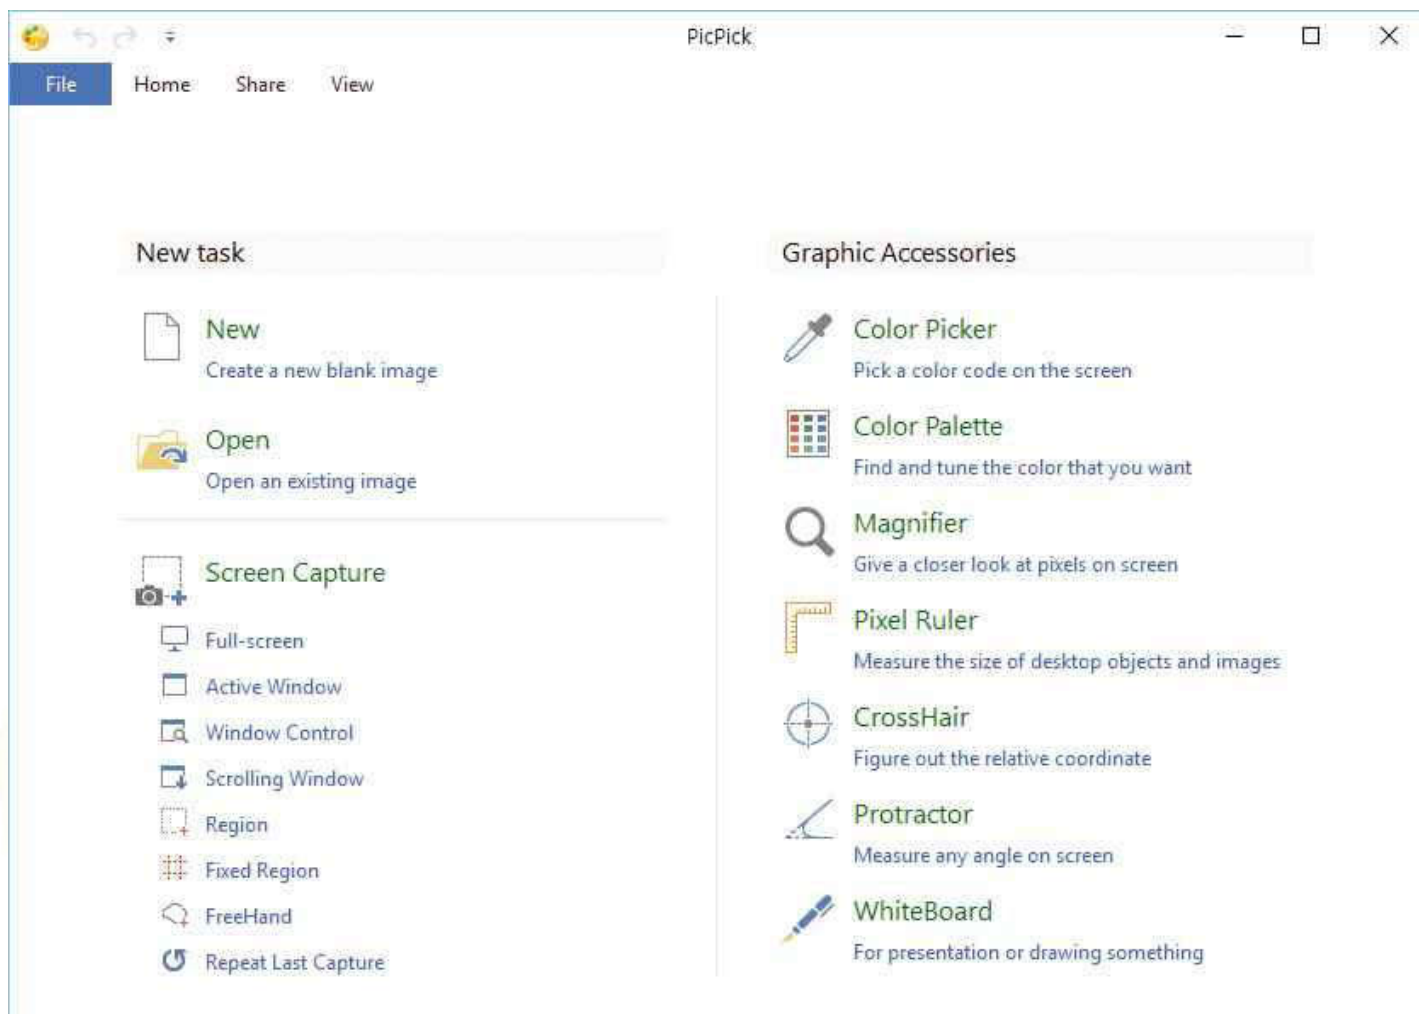 PicPick
File Home Share View
New task
New
Create a new blank image
Open
Open an existing image
Screen Capture
Full-screen
Active Window
Window Control
Scrolling Window
Region
Fixed Region
FreeHand
Repeat Last Capture
Graphic Accessories
Color Picker
Pick a color code on the screen
Color Palette
Find and tune the color that you want
Magnifier
Give a closer look at pixels on screen
Pixel Ruler
Measure the size of desktop objects and images
CrossHair
Figure out the relative coordinate
Protractor
Measure any angle on screen
WhiteBoard
For presentation or drawing something